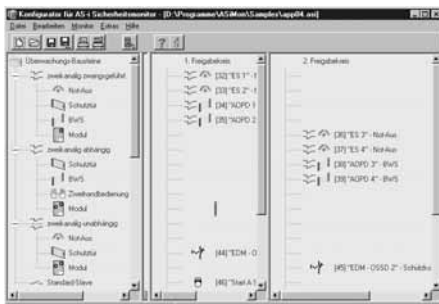 Konfigurator für AS-i Sicherheitsmonitor - [D:\Programme\ASIMon\Samples\app04.asi]
Datei Bearbeiten Monitor Extras Hilfe
Überwachungs-Bausteine
zweikanalig zwangsgeführt
Not-Aus
Schutztür
BWS
Modul
zweikanalig abhängig
Schutztür
BWS
Zweihandbedienung
Modul
zweikanalig unabhängig
Not-Aus
Schutztür
Modul
Standard-Slave
1. Freigabekreis
[32] "ES 1" - N
[33] "ES 2" - N
[34] "AOPD 1
[35] "AOPD 2
[44] "EDM - O
[46] "Start A S
2. Freigabekreis
[36] "ES 3" - Not-Aus
[37] "ES 4" - Not-Aus
[38] "AOPD 3" - BWS
[39] "AOPD 4" - BWS
[45] "EDM - OSSD 2" - Schützko